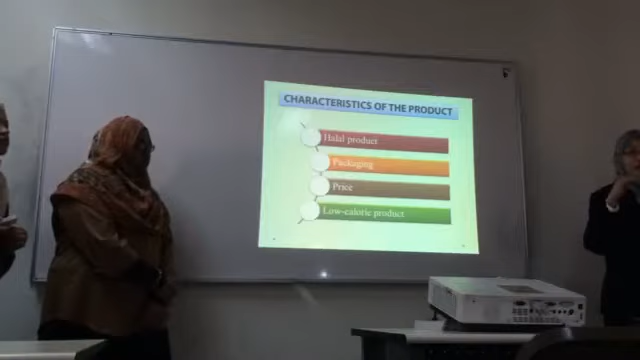 CHARACTERISTICS OF THE PRODUCT
Halal product
Packaging
Price
Low-calorie product